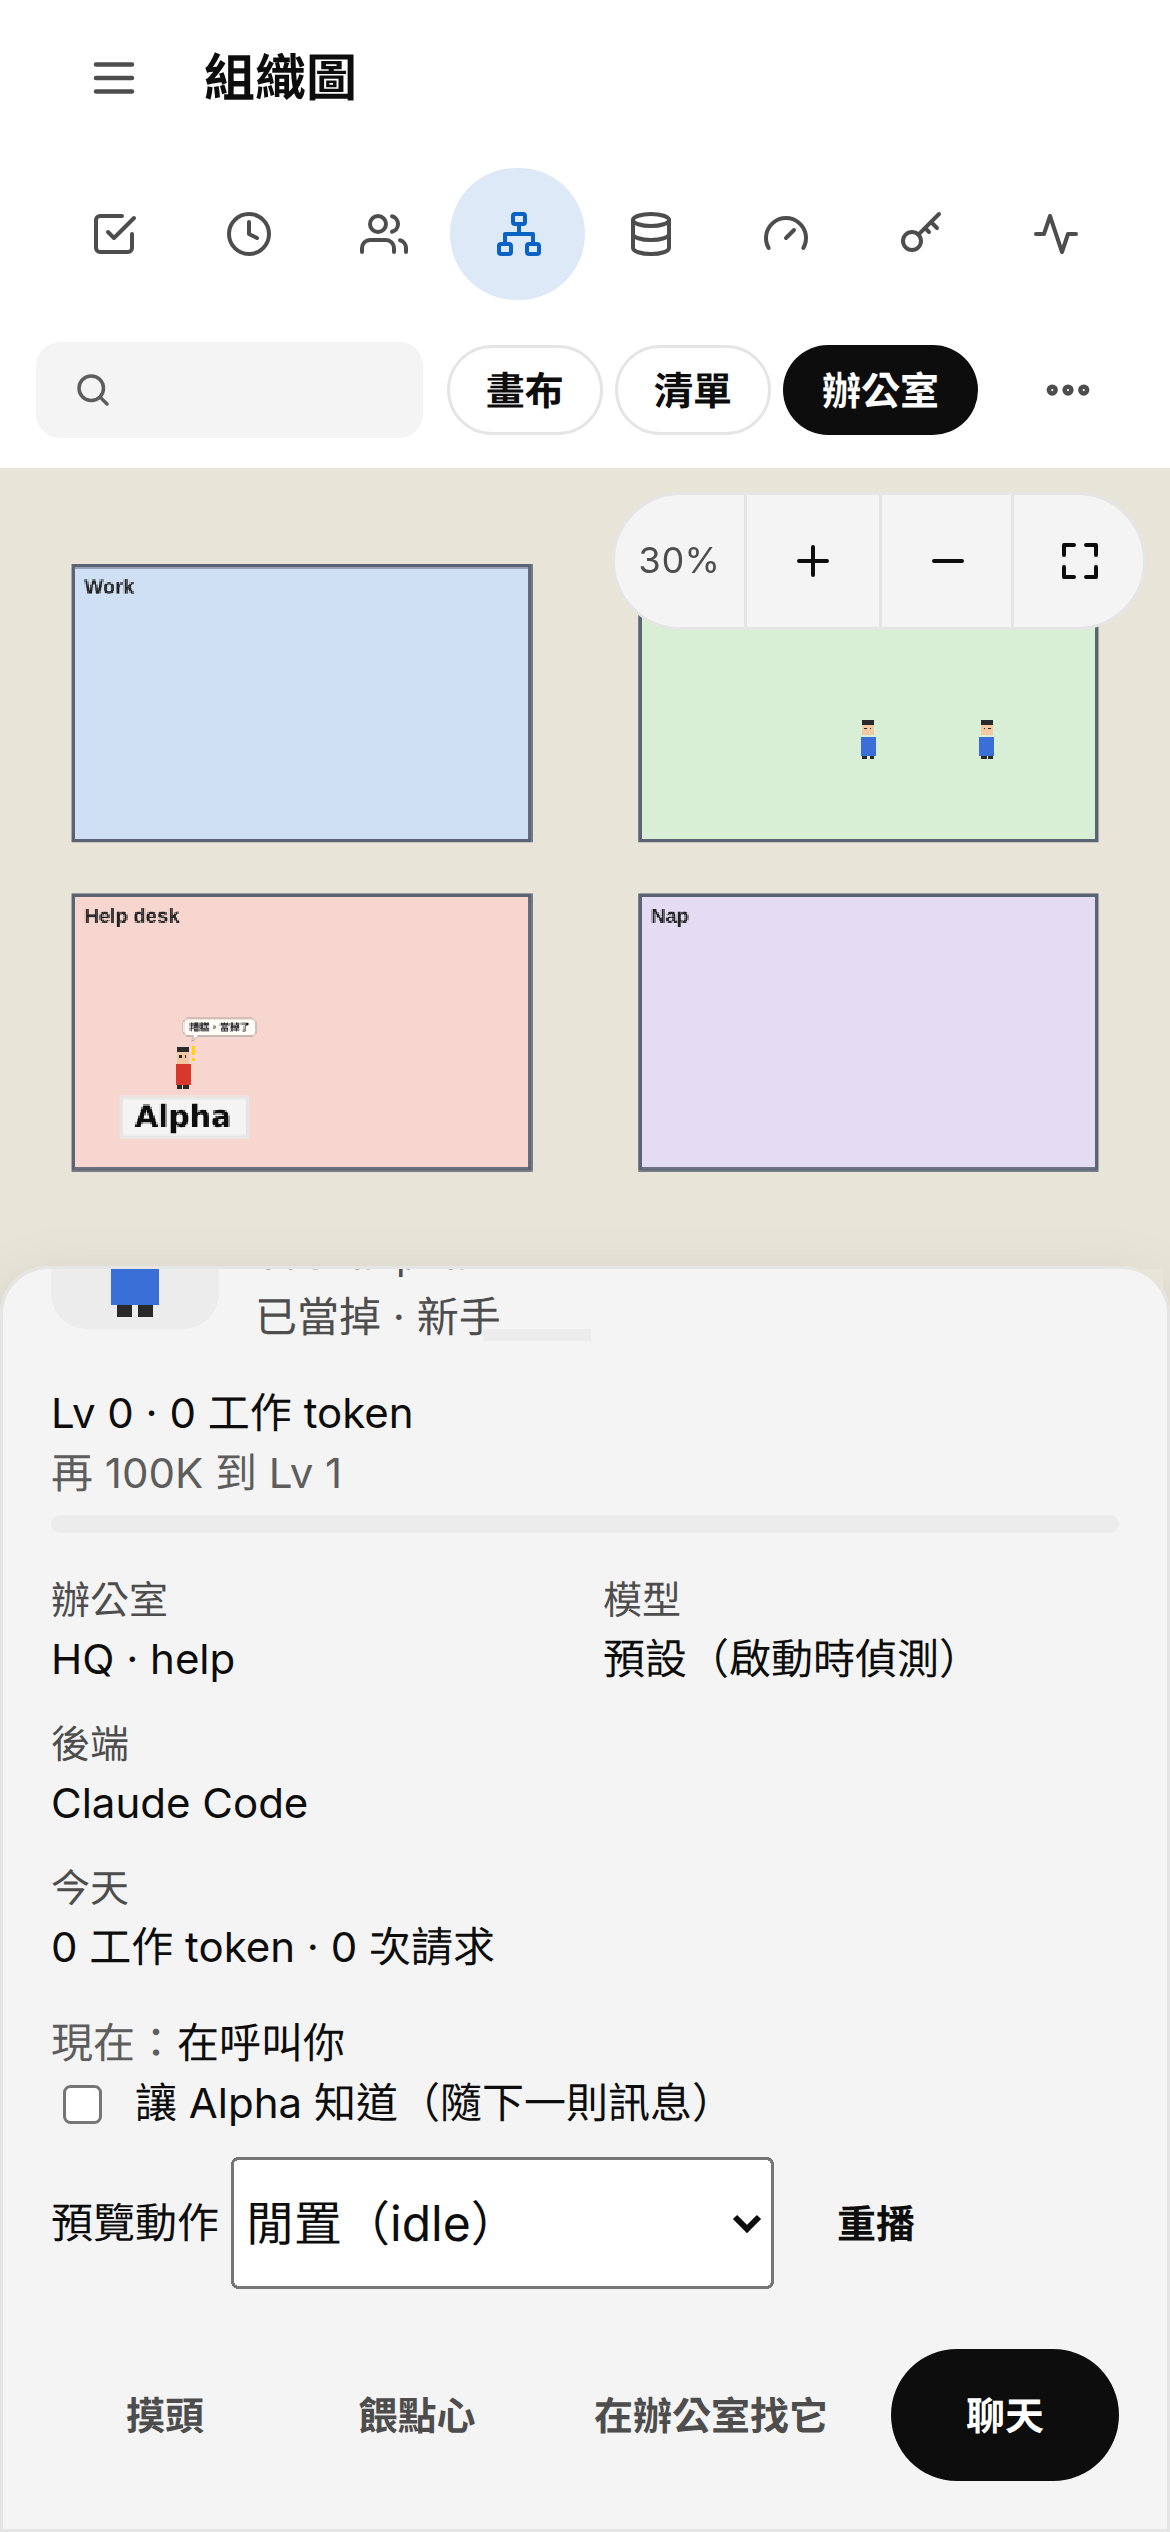 組織圖
畫布
清單
辦公室
30%
Work
Help desk
Nap
糟糕，當掉了
Alpha
已當掉 · 新手
Lv 0 · 0 工作 token
再 100K 到 Lv 1
辦公室
模型
HQ · help
預設（啟動時偵測）
後端
Claude Code
今天
0 工作 token · 0 次請求
現在：在呼叫你
讓 Alpha 知道（隨下一則訊息）
預覽動作 閒置（idle） 重播
摸頭
餵點心
在辦公室找它
聊天